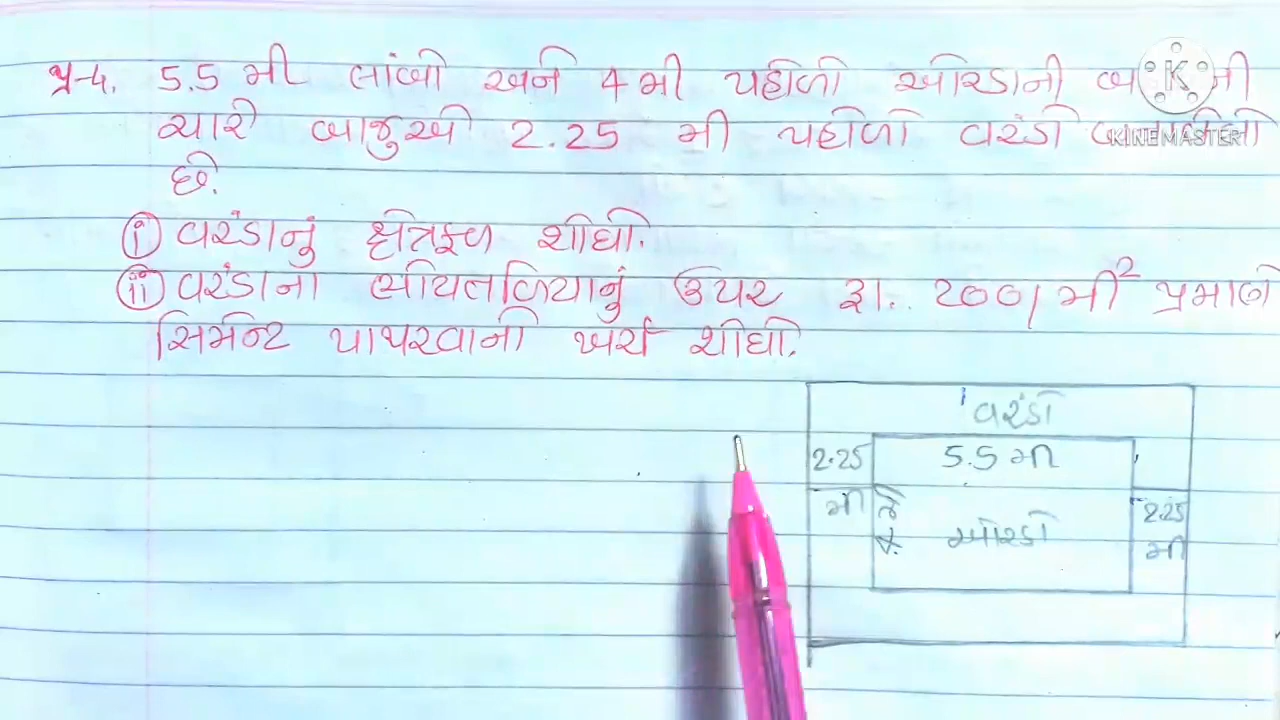 પ્ર-4. 5.5 મી લાંબો અને 4 મી પહોળો ઓરડાની
ચારે બાજુએ 2.25 મી પહોળો વરંડો
છે.
i વરંડાનું ક્ષેત્રફળ શોધો.
ii વરંડાના ભોંયતળિયાનું ઉપર રૂા. 200/મી² પ્રમાણે
સિમેન્ટ પાથરવાનો ખર્ચ શોધો.
વરંડો
2.25 5.5 મી
મી ઓરડો 2.25
મી
K
KINEMASTER